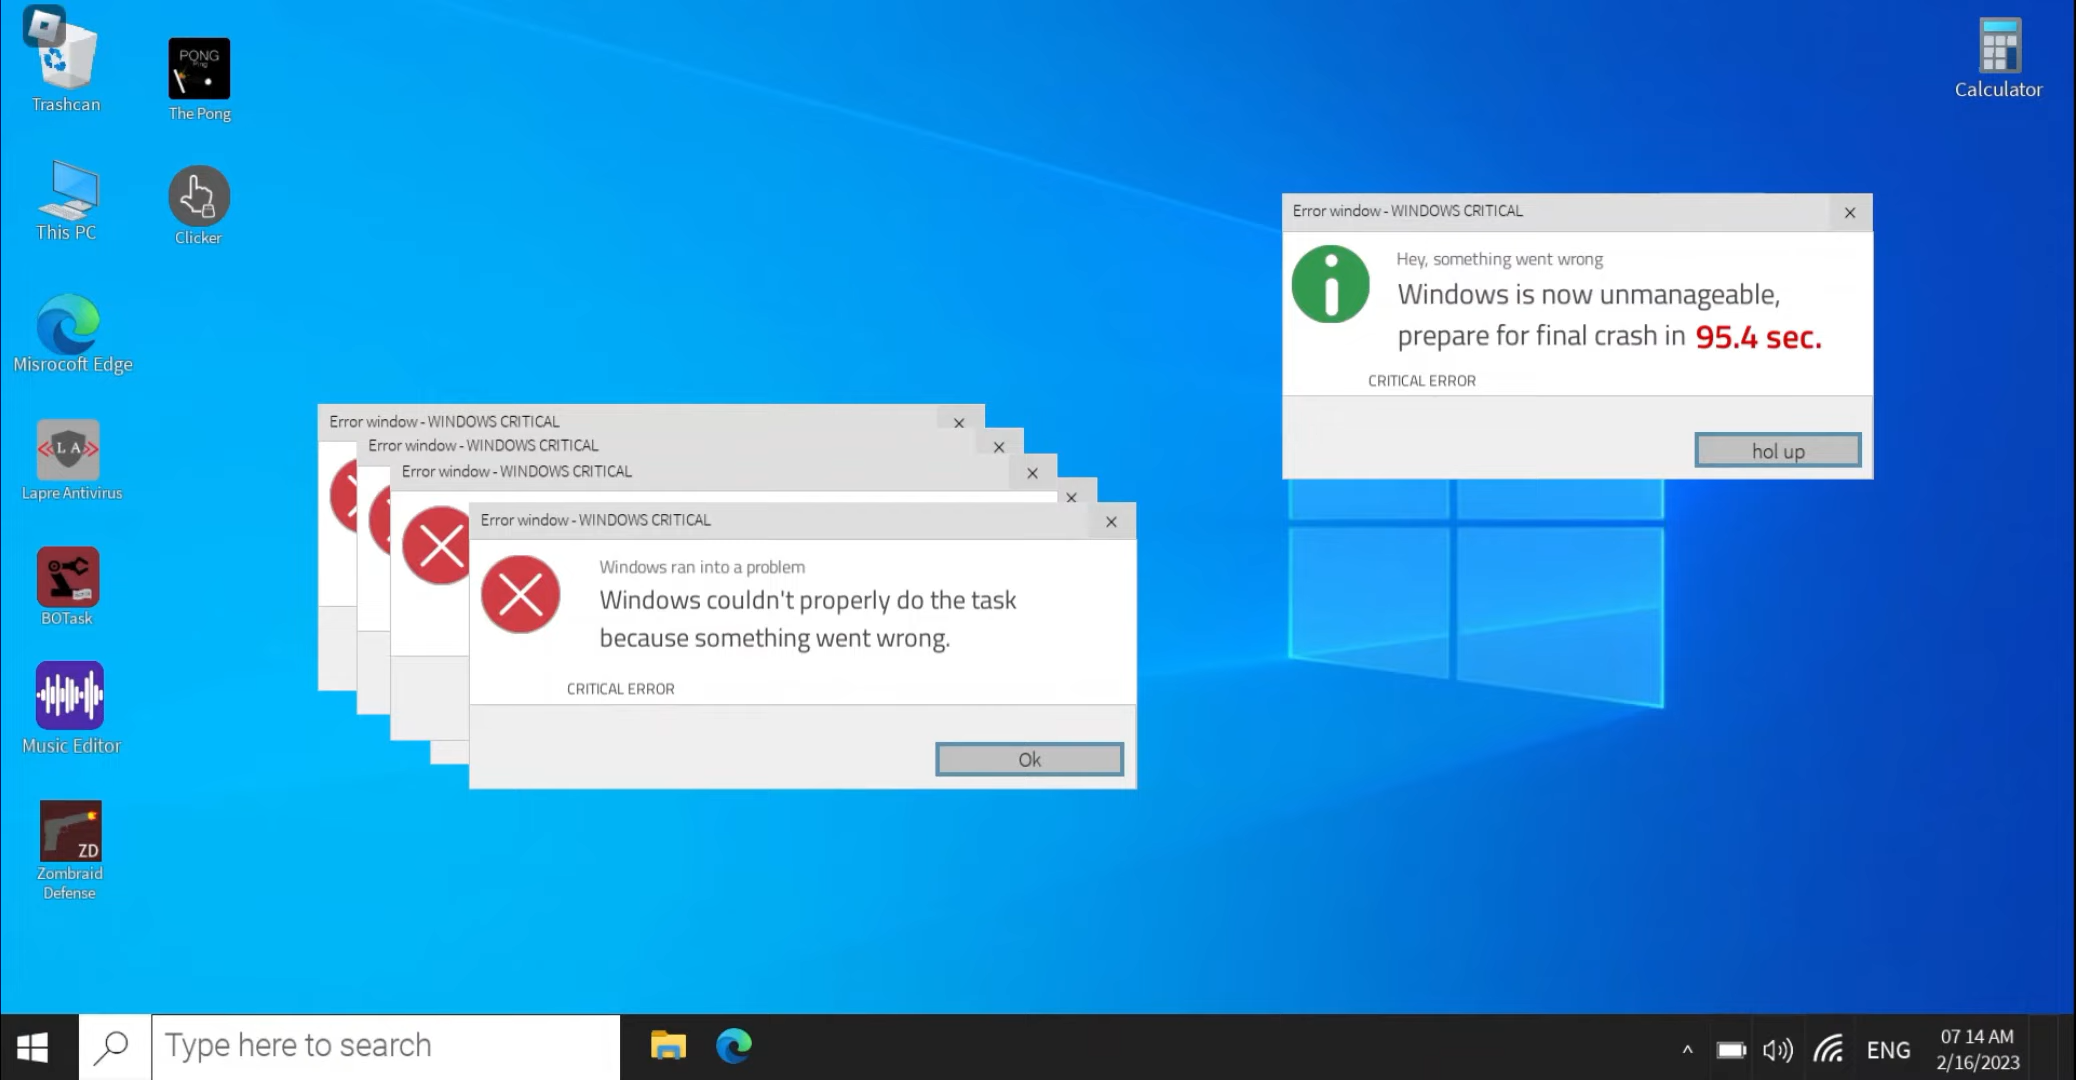 Trashcan
PONG
Ping
The Pong
Calculator
This PC
Clicker
Misrocoft Edge
LA
Lapre Antivirus
BOTask
Music Editor
ZD
Zombraid
Defense
Error window - WINDOWS CRITICAL
Hey, something went wrong
Windows is now unmanageable,
prepare for final crash in 95.4 sec.
CRITICAL ERROR
hol up
Error window - WINDOWS CRITICAL
Error window - WINDOWS CRITICAL
Error window - WINDOWS CRITICAL
Error window - WINDOWS CRITICAL
Windows ran into a problem
Windows couldn't properly do the task
because something went wrong.
CRITICAL ERROR
Ok
Type here to search
ENG
07 14 AM
2/16/2023